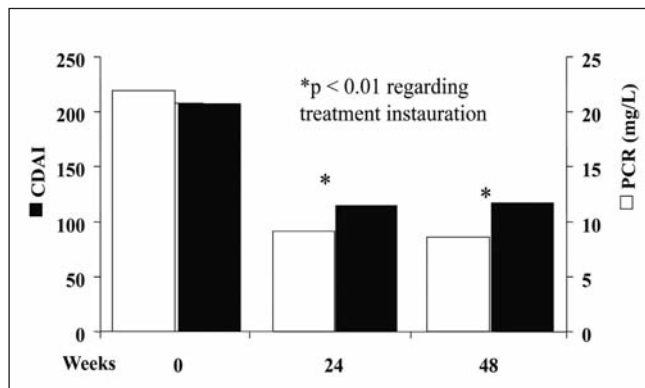 250
200
150
100
50
0
■ CDAI
*p < 0.01 regarding
treatment instauration
*
*
25
20
15
10
5
0
□ PCR (mg/L)
Weeks 0 24 48